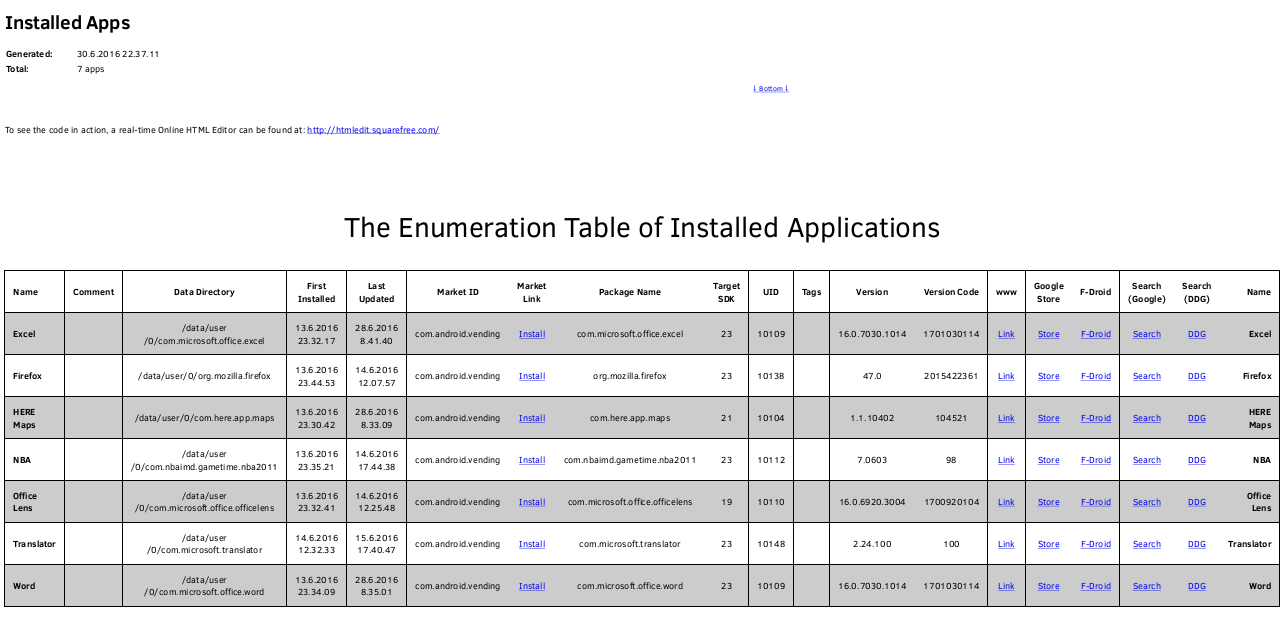 Installed Apps
Generated: 30.6.2016 22.37.11
Total: 7 apps
↓ Bottom ↓
To see the code in action, a real-time Online HTML Editor can be found at: http://htmledit.squarefree.com/
The Enumeration Table of Installed Applications
Name Comment Data Directory First Installed Last Updated Market ID Market Link Package Name Target SDK UID Tags Version Version Code www Google Store F-Droid Search (Google) Search (DDG) Name
Excel /data/user/0/com.microsoft.office.excel 13.6.2016 23.32.17 28.6.2016 8.41.40 com.android.vending Install com.microsoft.office.excel 23 10109 16.0.7030.1014 1701030114 Link Store F-Droid Search DDG Excel
Firefox /data/user/0/org.mozilla.firefox 13.6.2016 23.44.53 14.6.2016 12.07.57 com.android.vending Install org.mozilla.firefox 23 10138 47.0 2015422361 Link Store F-Droid Search DDG Firefox
HERE Maps /data/user/0/com.here.app.maps 13.6.2016 23.30.42 28.6.2016 8.33.09 com.android.vending Install com.here.app.maps 21 10104 1.1.10402 104521 Link Store F-Droid Search DDG HERE Maps
NBA /data/user/0/com.nbaimd.gametime.nba2011 13.6.2016 23.35.21 14.6.2016 17.44.38 com.android.vending Install com.nbaimd.gametime.nba2011 23 10112 7.0603 98 Link Store F-Droid Search DDG NBA
Office Lens /data/user/0/com.microsoft.office.officelens 13.6.2016 23.32.41 14.6.2016 12.25.48 com.android.vending Install com.microsoft.office.officelens 19 10110 16.0.6920.3004 1700920104 Link Store F-Droid Search DDG Office Lens
Translator /data/user/0/com.microsoft.translator 14.6.2016 12.32.33 15.6.2016 17.40.47 com.android.vending Install com.microsoft.translator 23 10148 2.24.100 100 Link Store F-Droid Search DDG Translator
Word /data/user/0/com.microsoft.office.word 13.6.2016 23.34.09 28.6.2016 8.35.01 com.android.vending Install com.microsoft.office.word 23 10109 16.0.7030.1014 1701030114 Link Store F-Droid Search DDG Word